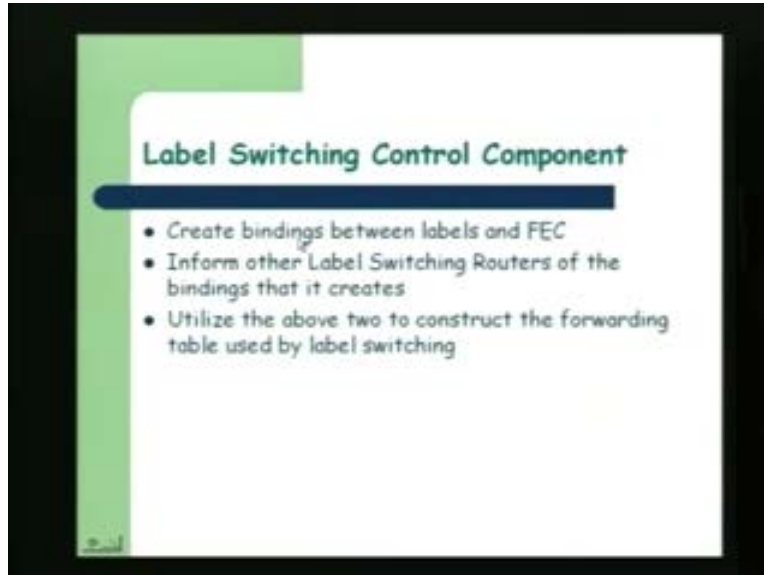 Label Switching Control Component
• Create bindings between labels and FEC
• Inform other Label Switching Routers of the
bindings that it creates
• Utilize the above two to construct the forwarding
table used by label switching